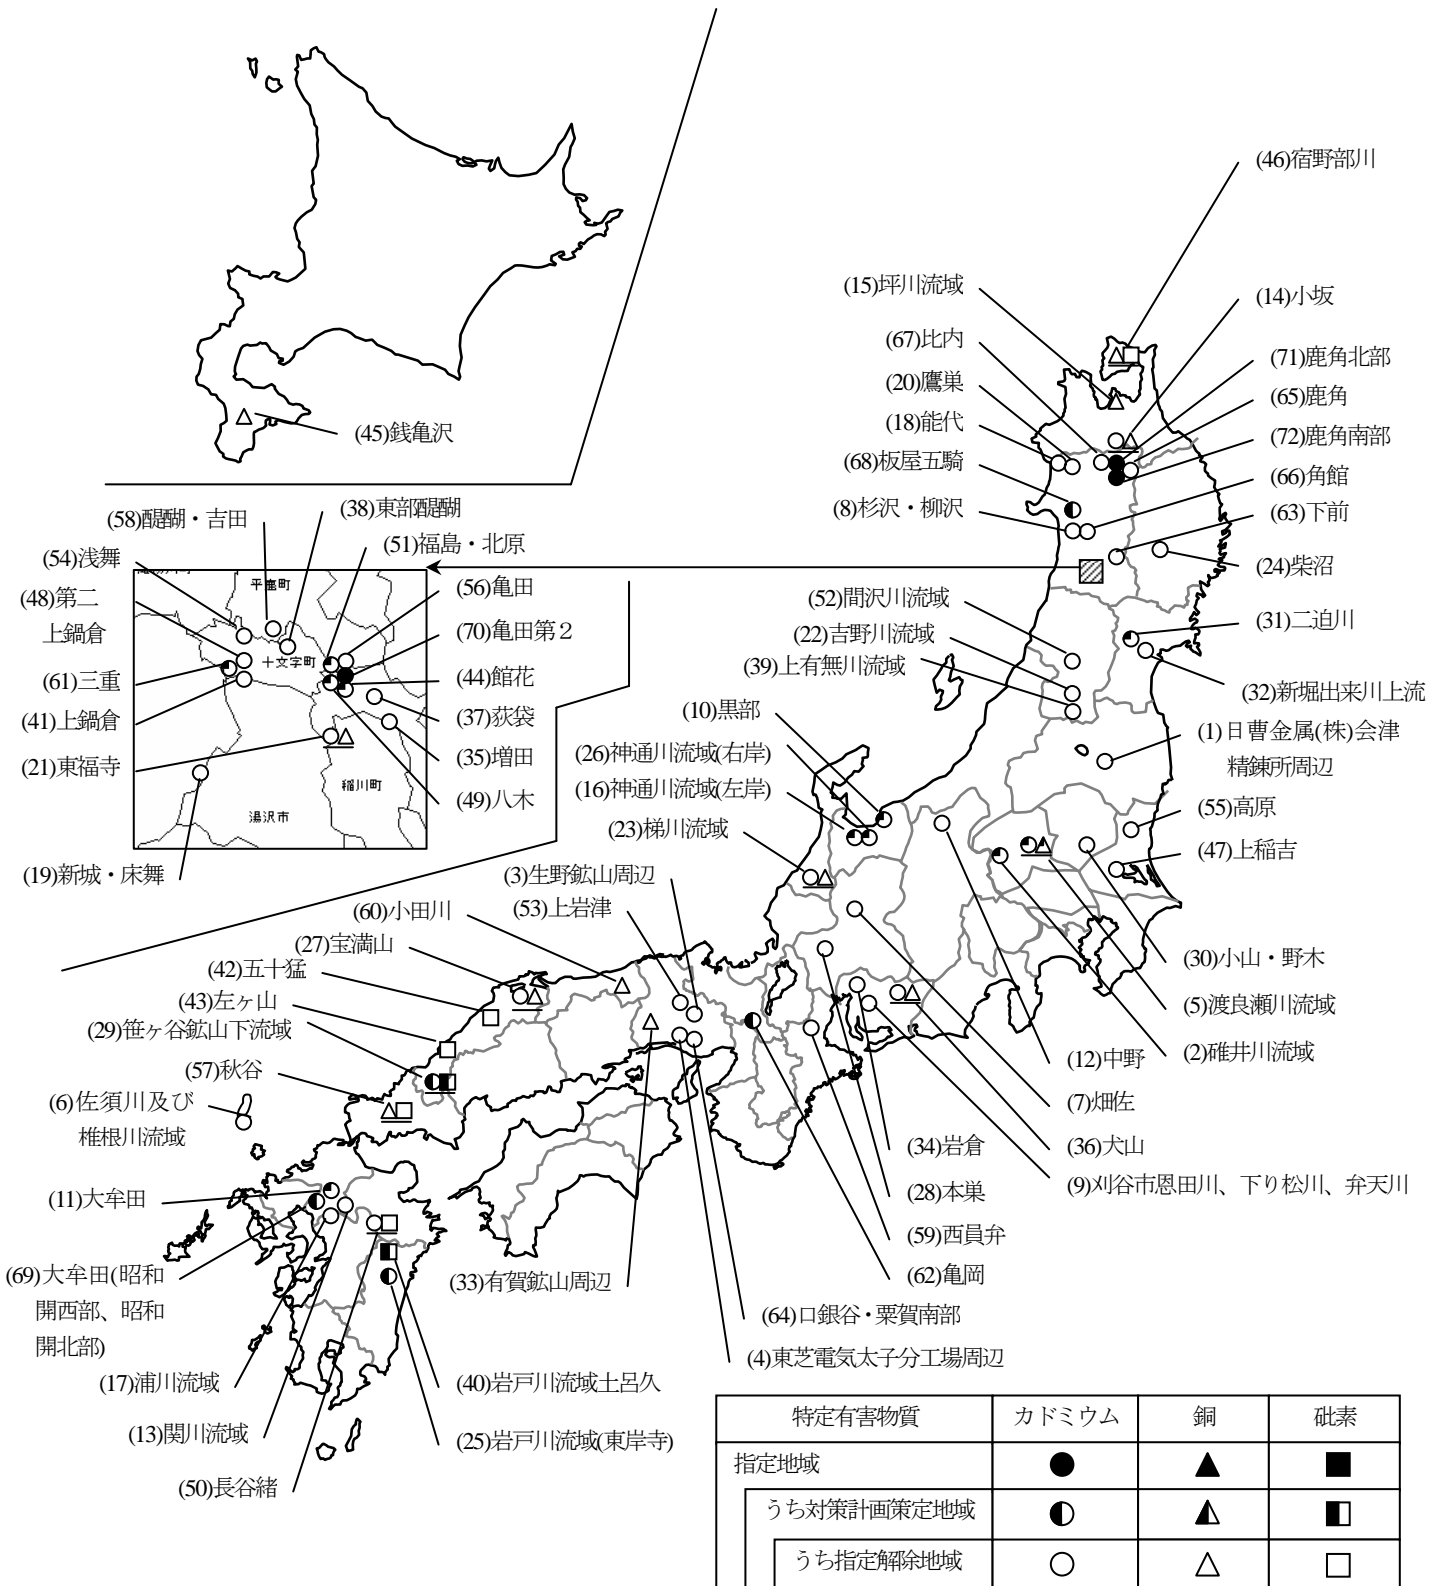 (46)宿野部川
(15)坪川流域
(14)小坂
(67)比内
(71)鹿角北部
(20)鷹巣
(65)鹿角
(18)能代
(72)鹿角南部
(45)銭亀沢
(68)板屋五騎
(66)角館
(8)杉沢・柳沢
(63)下前
(58)醍醐・吉田
(38)東部醍醐
(51)福島・北原
(54)浅舞
(24)柴沼
平鹿町
(48)第二
上鍋倉
(56)亀田
(52)間沢川流域
(31)二迫川
(70)亀田第２
(22)吉野川流域
十文字町
(61)三重
(44)館花
(39)上有無川流域
(32)新堀出来川上流
(41)上鍋倉
(37)荻袋
(10)黒部
(1)日曹金属(株)会津
精錬所周辺
(21)東福寺
(35)増田
(26)神通川流域(右岸)
稲川町
(16)神通川流域(左岸)
(49)八木
湯沢市
(55)高原
(23)梯川流域
(47)上稲吉
(19)新城・床舞
(3)生野鉱山周辺
(60)小田川
(53)上岩津
(27)宝満山
(30)小山・野木
(42)五十猛
(43)左ヶ山
(5)渡良瀬川流域
(29)笹ヶ谷鉱山下流域
(12)中野
(2)碓井川流域
(57)秋谷
(6)佐須川及び
椎根川流域
(7)畑佐
(34)岩倉
(36)犬山
(11)大牟田
(28)本巣
(9)刈谷市恩田川、下り松川、弁天川
(59)西員弁
(69)大牟田(昭和
開西部、昭和
開北部)
(33)有賀鉱山周辺
(62)亀岡
(64)口銀谷・粟賀南部
(4)東芝電気太子分工場周辺
(17)浦川流域
(40)岩戸川流域土呂久
(13)関川流域
(25)岩戸川流域(東岸寺)
(50)長谷緒
特定有害物質 カドミウム 銅 砒素
指定地域 ● ▲ ■
うち対策計画策定地域 ◐ ◭ ◧
うち指定解除地域 ○ △ □